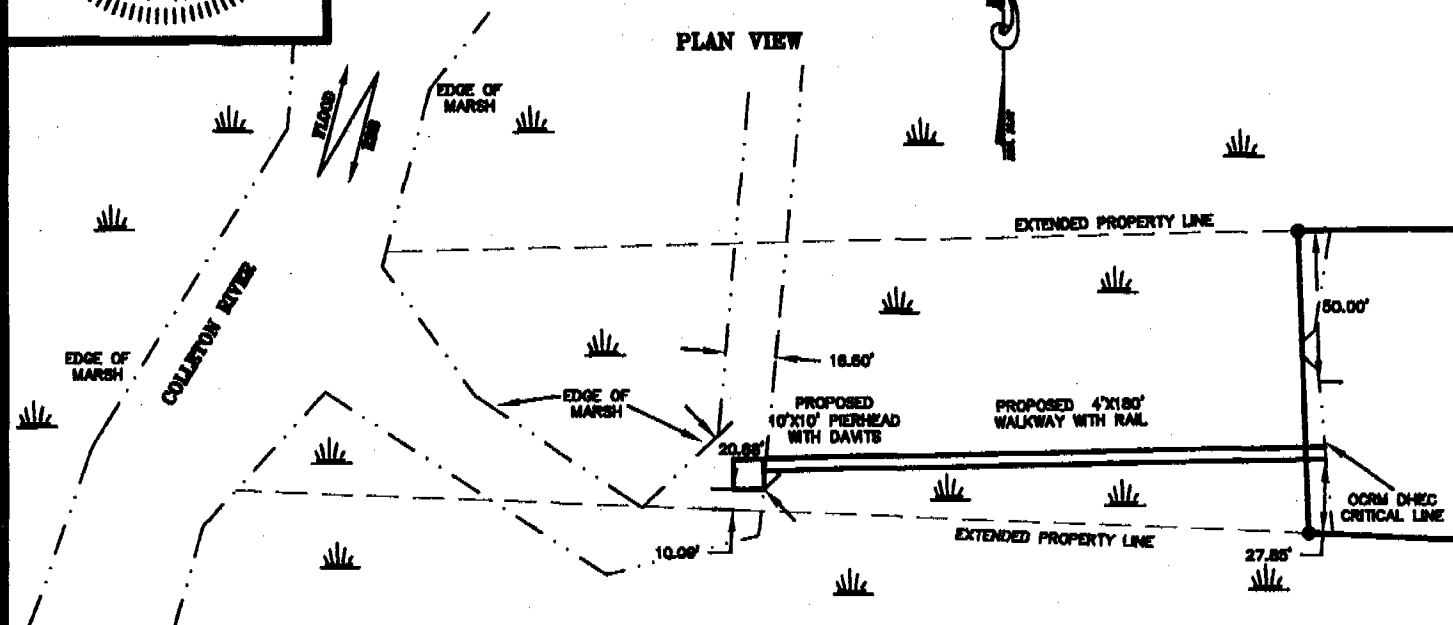 PLAN VIEW
EDGE OF
MARSH
FLOOD
EBB
EXTENDED PROPERTY LINE
COLLETON RIVER
50.00'
EDGE OF
MARSH
16.60'
EDGE OF
MARSH
PROPOSED
10'X10' PIERHEAD
WITH DAVITS
PROPOSED 4'X180'
WALKWAY WITH RAIL
20.68'
OCRM DHEC
CRITICAL LINE
EXTENDED PROPERTY LINE
10.09'
27.85'